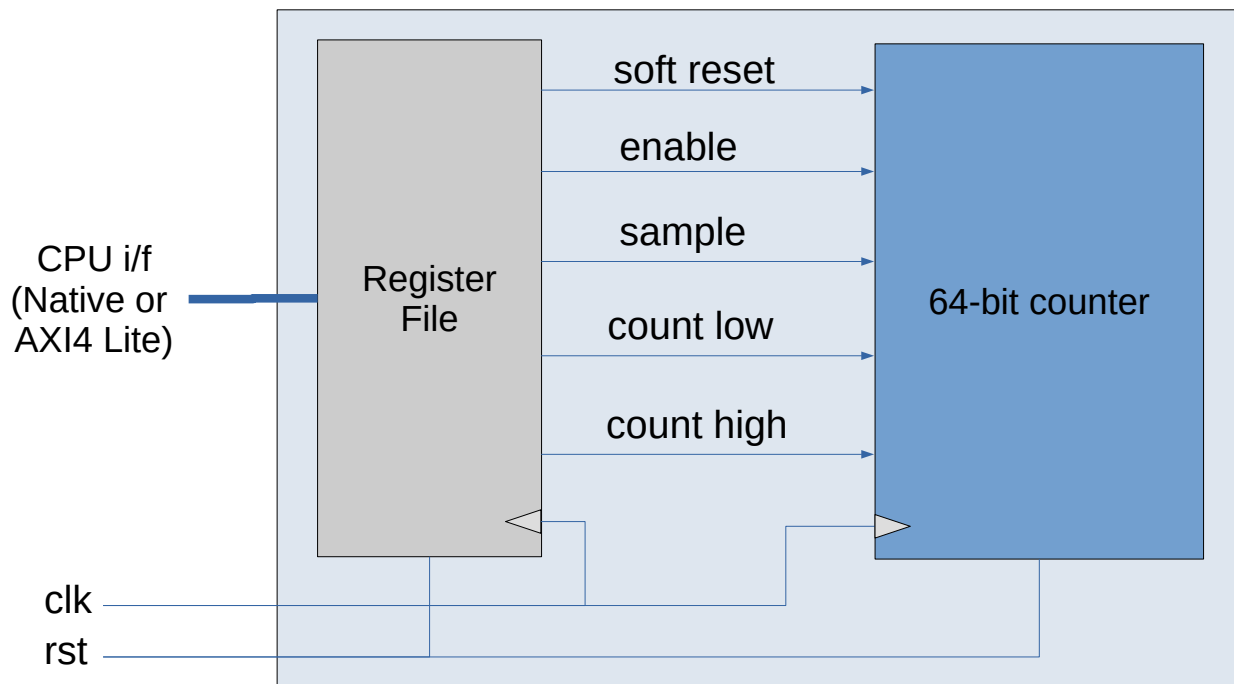 soft reset
enable
sample
count low
count high
CPU i/f
(Native or
AXI4 Lite)
Register
File
64-bit counter
clk
rst